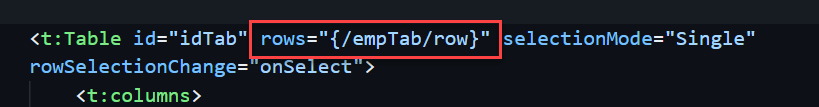 <t:Table id="idTab" rows="{/empTab/row}" selectionMode="Single"
rowSelectionChange="onSelect">
<t:columns>